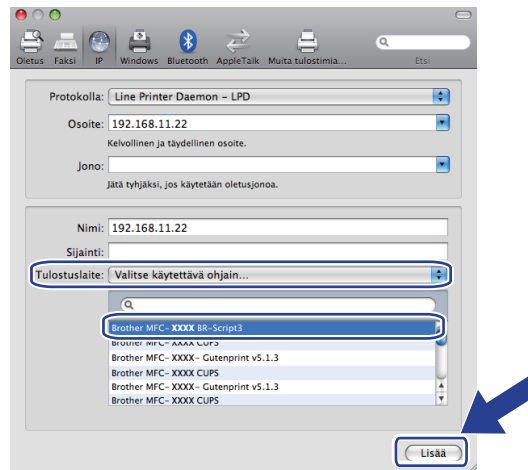 Oletus Faksi IP Windows Bluetooth AppleTalk Muita tulostimia... Etsi
Protokolla: Line Printer Daemon – LPD
Osoite: 192.168.11.22
Kelvollinen ja täydellinen osoite.
Jono:
Jätä tyhjäksi, jos käytetään oletusjonoa.
Nimi: 192.168.11.22
Sijainti:
Tulostuslaite: Valitse käytettävä ohjain...
Brother MFC- XXXX BR-Script3
Brother MFC- XXXX CUPS
Brother MFC- XXXX- Gutenprint v5.1.3
Brother MFC- XXXX CUPS
Brother MFC- XXXX- Gutenprint v5.1.3
Brother MFC- XXXX CUPS
Lisää